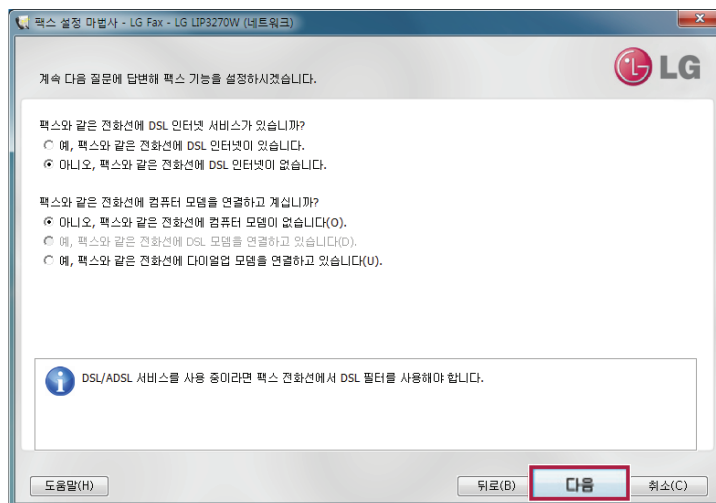 팩스 설정 마법사 - LG Fax - LG LIP3270W (네트워크)
LG
계속 다음 질문에 답변해 팩스 기능을 설정하시겠습니다.
팩스와 같은 전화선에 DSL 인터넷 서비스가 있습니까?
예, 팩스와 같은 전화선에 DSL 인터넷이 있습니다.
아니오, 팩스와 같은 전화선에 DSL 인터넷이 없습니다.
팩스와 같은 전화선에 컴퓨터 모뎀을 연결하고 계십니까?
아니오, 팩스와 같은 전화선에 컴퓨터 모뎀이 없습니다(O).
예, 팩스와 같은 전화선에 DSL 모뎀을 연결하고 있습니다(D).
예, 팩스와 같은 전화선에 다이얼업 모뎀을 연결하고 있습니다(U).
DSL/ADSL 서비스를 사용 중이라면 팩스 전화선에서 DSL 필터를 사용해야 합니다.
도움말(H) 뒤로(B) 다음 취소(C)